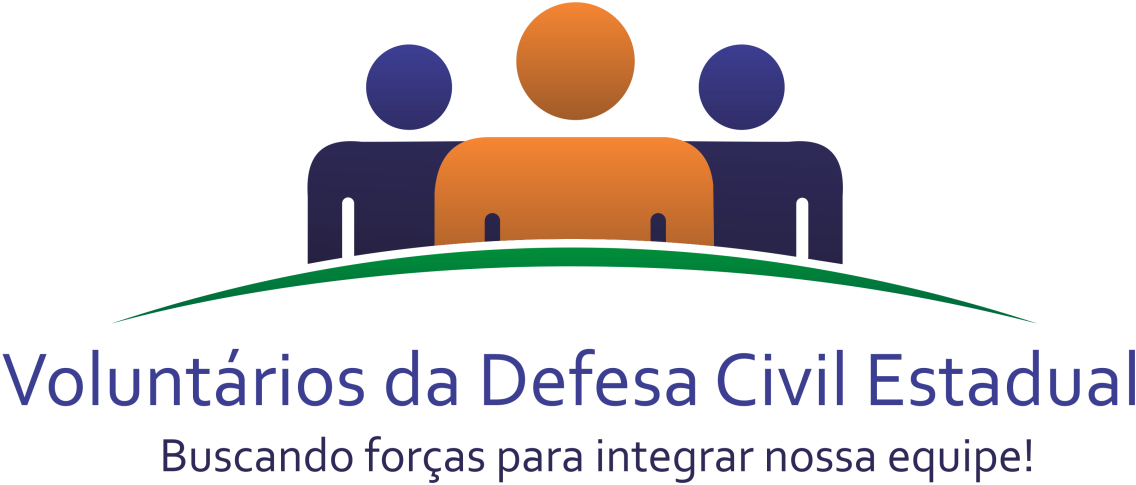 Voluntários da Defesa Civil Estadual
Buscando forças para integrar nossa equipe!